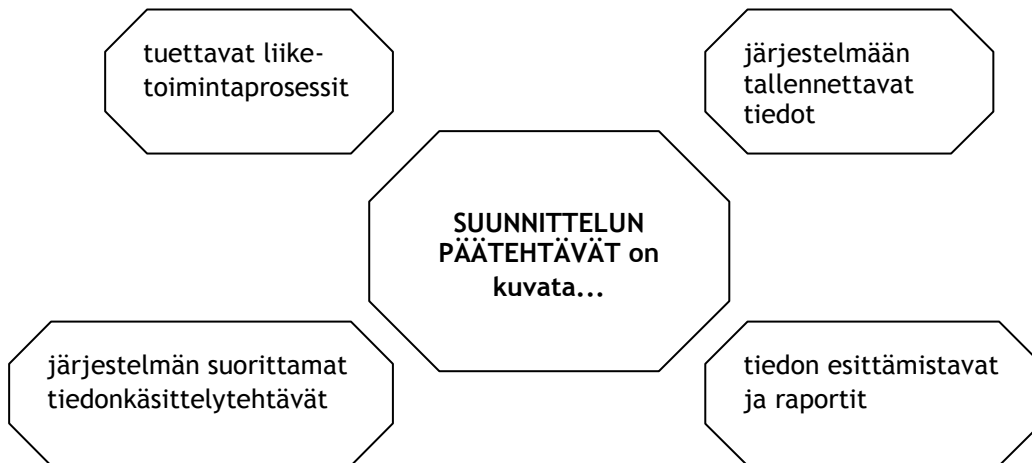 tuettavat liike-
toimintaprosessit
järjestelmään
tallennettavat
tiedot
SUUNNITTELUN
PÄÄTEHTÄVÄT on
kuvata...
järjestelmän suorittamat
tiedonkäsittelytehtävät
tiedon esittämistavat
ja raportit